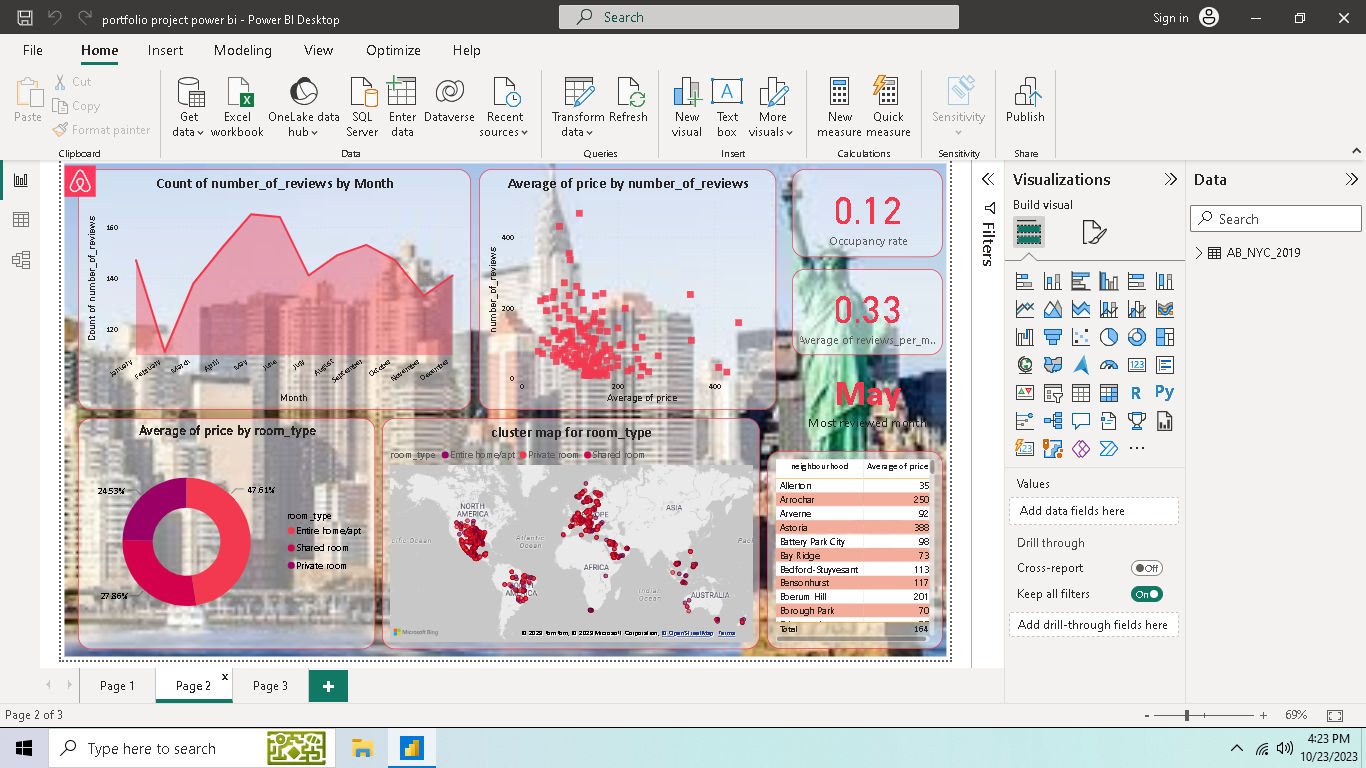 portfolio project power bi - Power BI Desktop
Search
Sign in
File Home Insert Modeling View Optimize Help
Paste
Cut
Copy
Format painter
Clipboard
Get data
Excel workbook
OneLake data hub
SQL Server
Enter data
Dataverse
Recent sources
Data
Transform data
Refresh
Queries
New visual
Text box
More visuals
Insert
New measure
Quick measure
Calculations
Sensitivity
Sensitivity
Publish
Share
Count of number_of_reviews by Month
Count of number_of_reviews
160
140
120
January February March April May June July August September October November December
Month
Average of price by number_of_reviews
number_of_reviews
400
200
0
0 200 400
Average of price
0.12
Occupancy rate
0.33
Average of reviews_per_m...
May
Most reviewed month
Average of price by room_type
24.53%
47.61%
27.86%
room_type
Entire home/apt
Shared room
Private room
cluster map for room_type
room_type Entire home/apt Private room Shared room
NORTH AMERICA
ASIA
Atlantic Ocean
AFRICA
Indian Ocean
AUSTRALIA
Microsoft Bing
© 2023 TomTom, © 2023 Microsoft Corporation, © OpenStreetMap Terms
neighbourhood Average of price
Allerton 35
Arrochar 250
Arverne 92
Astoria 388
Battery Park City 98
Bay Ridge 73
Bedford-Stuyvesant 113
Bensonhurst 117
Boerum Hill 201
Borough Park 70
Total 164
Filters
Visualizations
Build visual
123
R
Py
123
Values
Add data fields here
Drill through
Cross-report Off
Keep all filters On
Add drill-through fields here
Data
Search
AB_NYC_2019
Page 1
Page 2 x
Page 3
+
Page 2 of 3
- + 69%
Type here to search
4:23 PM
10/23/2023